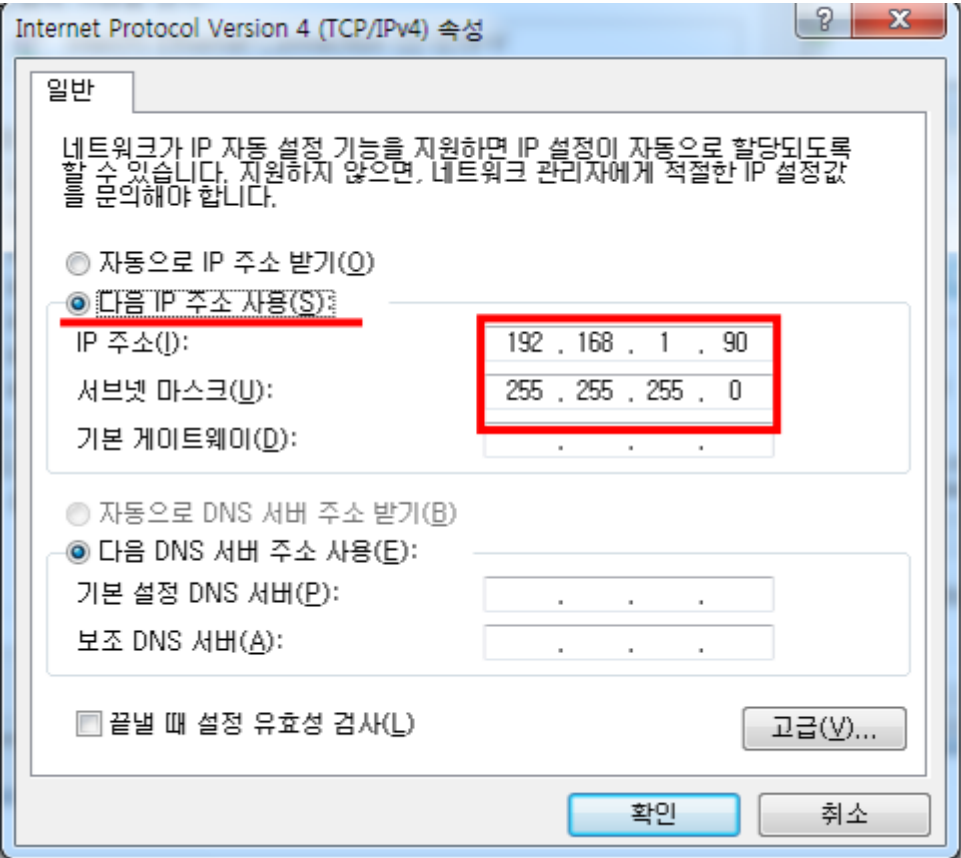 Internet Protocol Version 4 (TCP/IPv4) 속성
일반
네트워크가 IP 자동 설정 기능을 지원하면 IP 설정이 자동으로 할당되도록
할 수 있습니다. 지원하지 않으면, 네트워크 관리자에게 적절한 IP 설정값
을 문의해야 합니다.
자동으로 IP 주소 받기(O)
다음 IP 주소 사용(S):
IP 주소(I): 192 . 168 . 1 . 90
서브넷 마스크(U): 255 . 255 . 255 . 0
기본 게이트웨이(D): . . .
자동으로 DNS 서버 주소 받기(B)
다음 DNS 서버 주소 사용(E):
기본 설정 DNS 서버(P): . . .
보조 DNS 서버(A): . . .
끝낼 때 설정 유효성 검사(L)
고급(V)...
확인 취소